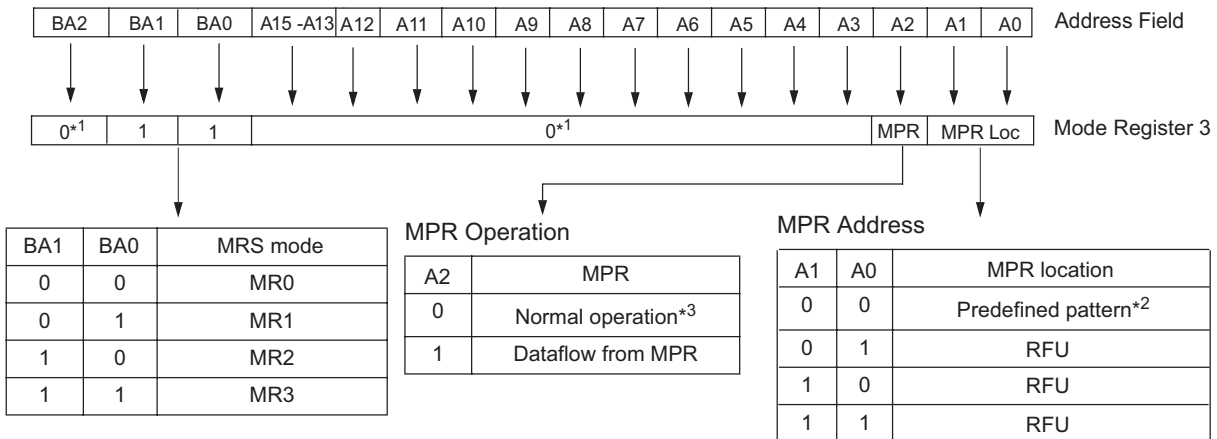 BA2 BA1 BA0 A15 -A13 A12 A11 A10 A9 A8 A7 A6 A5 A4 A3 A2 A1 A0 Address Field
0*1 1 1 0*1 MPR MPR Loc Mode Register 3
BA1 BA0 MRS mode
0 0 MR0
0 1 MR1
1 0 MR2
1 1 MR3
MPR Operation
A2 MPR
0 Normal operation*3
1 Dataflow from MPR
MPR Address
A1 A0 MPR location
0 0 Predefined pattern*2
0 1 RFU
1 0 RFU
1 1 RFU